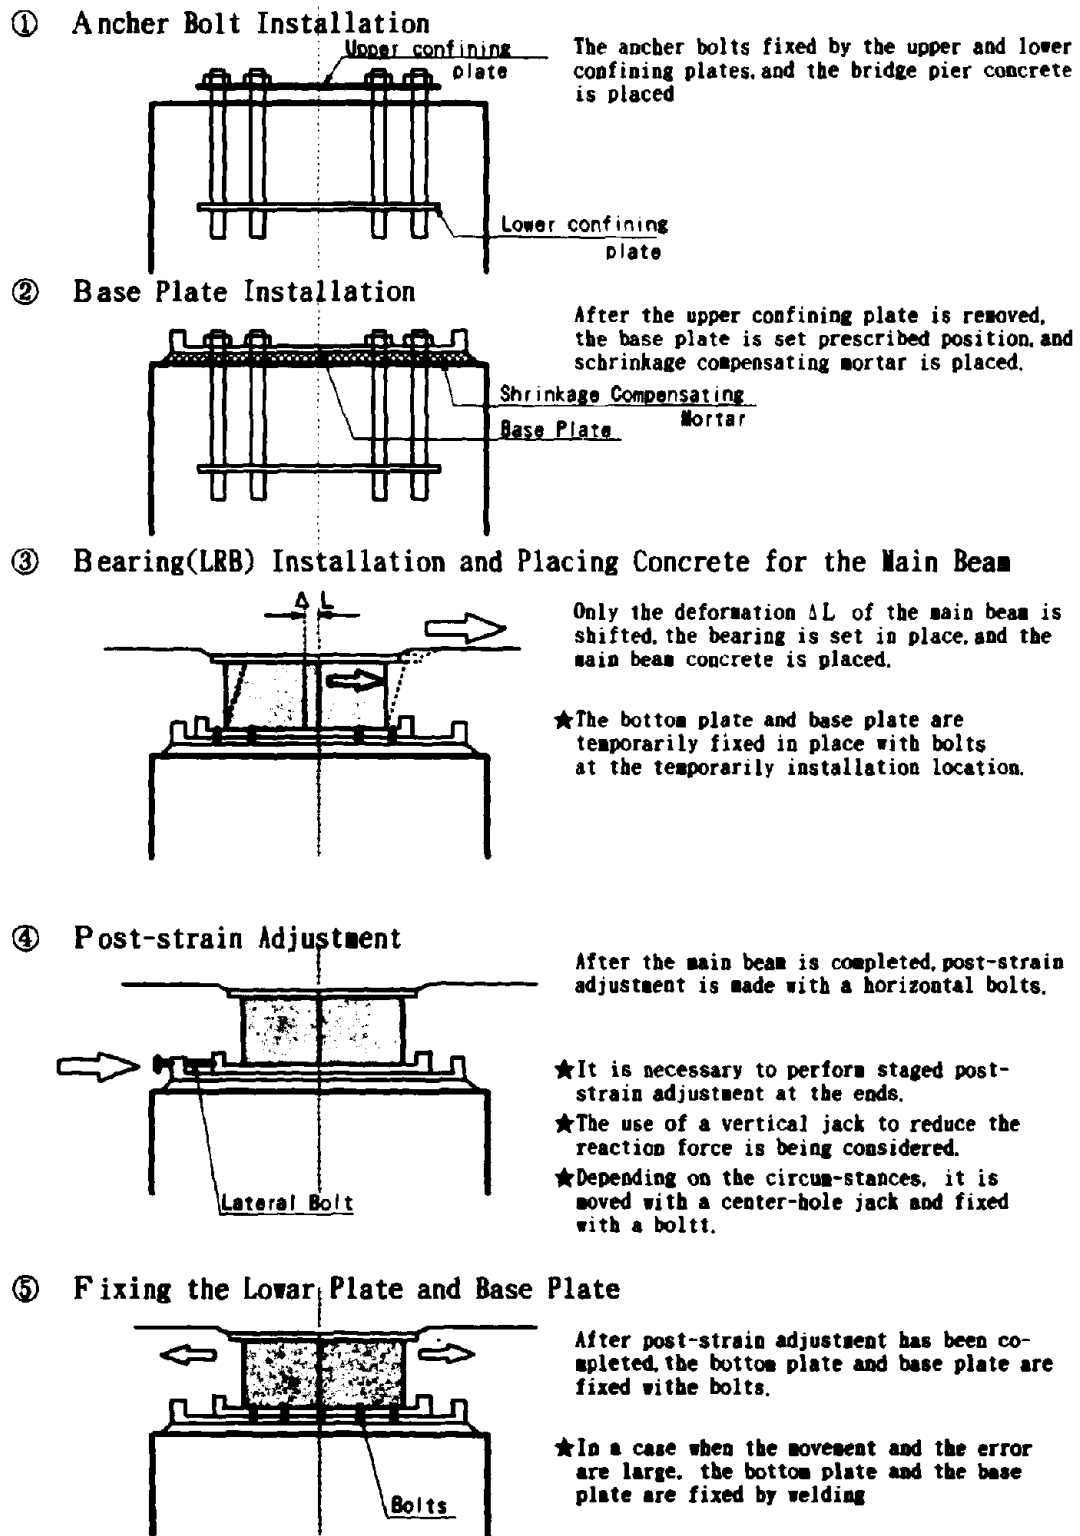 ① Ancher Bolt Installation
Upper confining
plate
The ancher bolts fixed by the upper and lower
confining plates, and the bridge pier concrete
is placed
Lower confining
plate
② Base Plate Installation
After the upper confining plate is removed,
the base plate is set prescribed position, and
schrinkage compensating mortar is placed.
Shrinkage Compensating
Mortar
Base Plate
③ Bearing(LRB) Installation and Placing Concrete for the Main Beam
Δ L
Only the deformation ΔL of the main beam is
shifted, the bearing is set in place, and the
main beam concrete is placed.
★The bottom plate and base plate are
temporarily fixed in place with bolts
at the temporarily installation location.
④ Post-strain Adjustment
After the main beam is completed, post-strain
adjustment is made with a horizontal bolts.
★It is necessary to perform staged post-
strain adjustment at the ends.
★The use of a vertical jack to reduce the
reaction force is being considered.
★Depending on the circum-stances, it is
moved with a center-hole jack and fixed
with a boltt.
Lateral Bolt
⑤ Fixing the Lowar Plate and Base Plate
After post-strain adjustment has been co-
mpleted, the bottom plate and base plate are
fixed withe bolts.
★In a case when the movement and the error
are large, the bottom plate and the base
plate are fixed by welding
Bolts